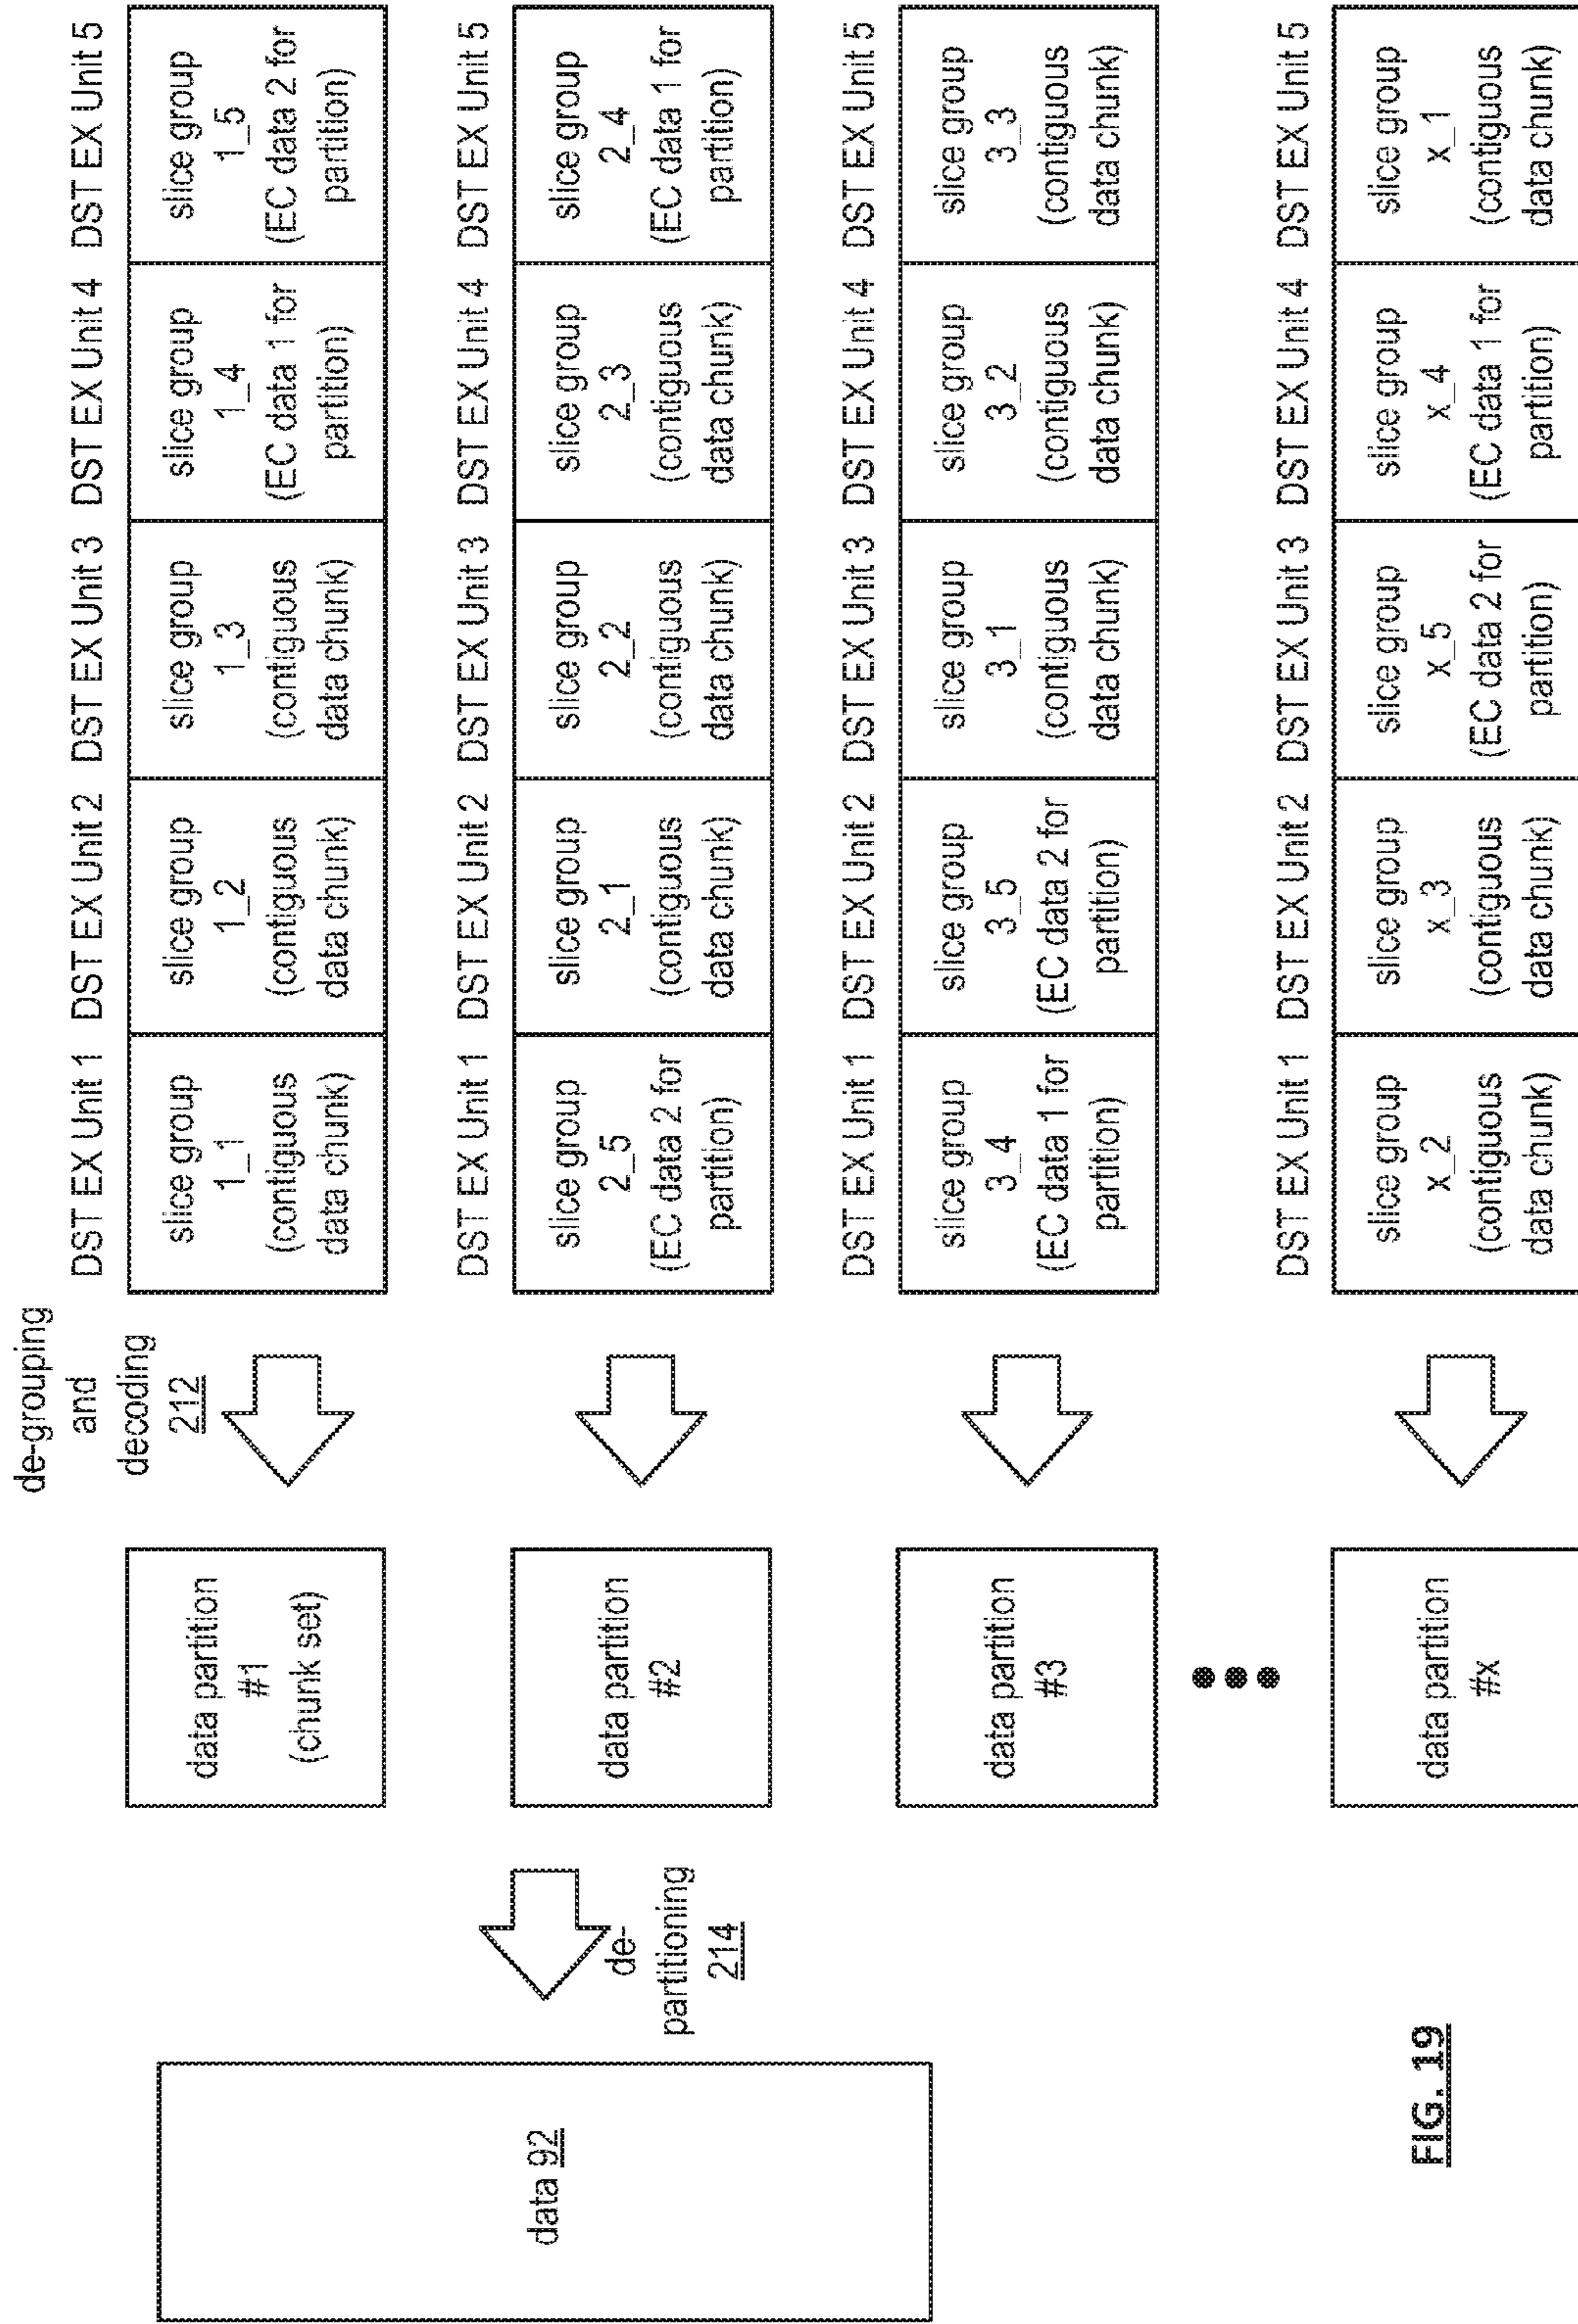 de-grouping
and
decoding
212
DST EX Unit 1 DST EX Unit 2 DST EX Unit 3 DST EX Unit 4 DST EX Unit 5
data partition
#1
(chunk set)
slice group
1_1
(contiguous
data chunk)
slice group
1_2
(contiguous
data chunk)
slice group
1_3
(contiguous
data chunk)
slice group
1_4
(EC data 1 for
partition)
slice group
1_5
(EC data 2 for
partition)
DST EX Unit 1 DST EX Unit 2 DST EX Unit 3 DST EX Unit 4 DST EX Unit 5
data 92
de-
partitioning
214
data partition
#2
slice group
2_5
(EC data 2 for
partition)
slice group
2_1
(contiguous
data chunk)
slice group
2_2
(contiguous
data chunk)
slice group
2_3
(contiguous
data chunk)
slice group
2_4
(EC data 1 for
partition)
DST EX Unit 1 DST EX Unit 2 DST EX Unit 3 DST EX Unit 4 DST EX Unit 5
data partition
#3
slice group
3_4
(EC data 1 for
partition)
slice group
3_5
(EC data 2 for
partition)
slice group
3_1
(contiguous
data chunk)
slice group
3_2
(contiguous
data chunk)
slice group
3_3
(contiguous
data chunk)
DST EX Unit 1 DST EX Unit 2 DST EX Unit 3 DST EX Unit 4 DST EX Unit 5
data partition
#x
slice group
x_2
(contiguous
data chunk)
slice group
x_3
(contiguous
data chunk)
slice group
x_5
(EC data 2 for
partition)
slice group
x_4
(EC data 1 for
partition)
slice group
x_1
(contiguous
data chunk)
FIG. 19